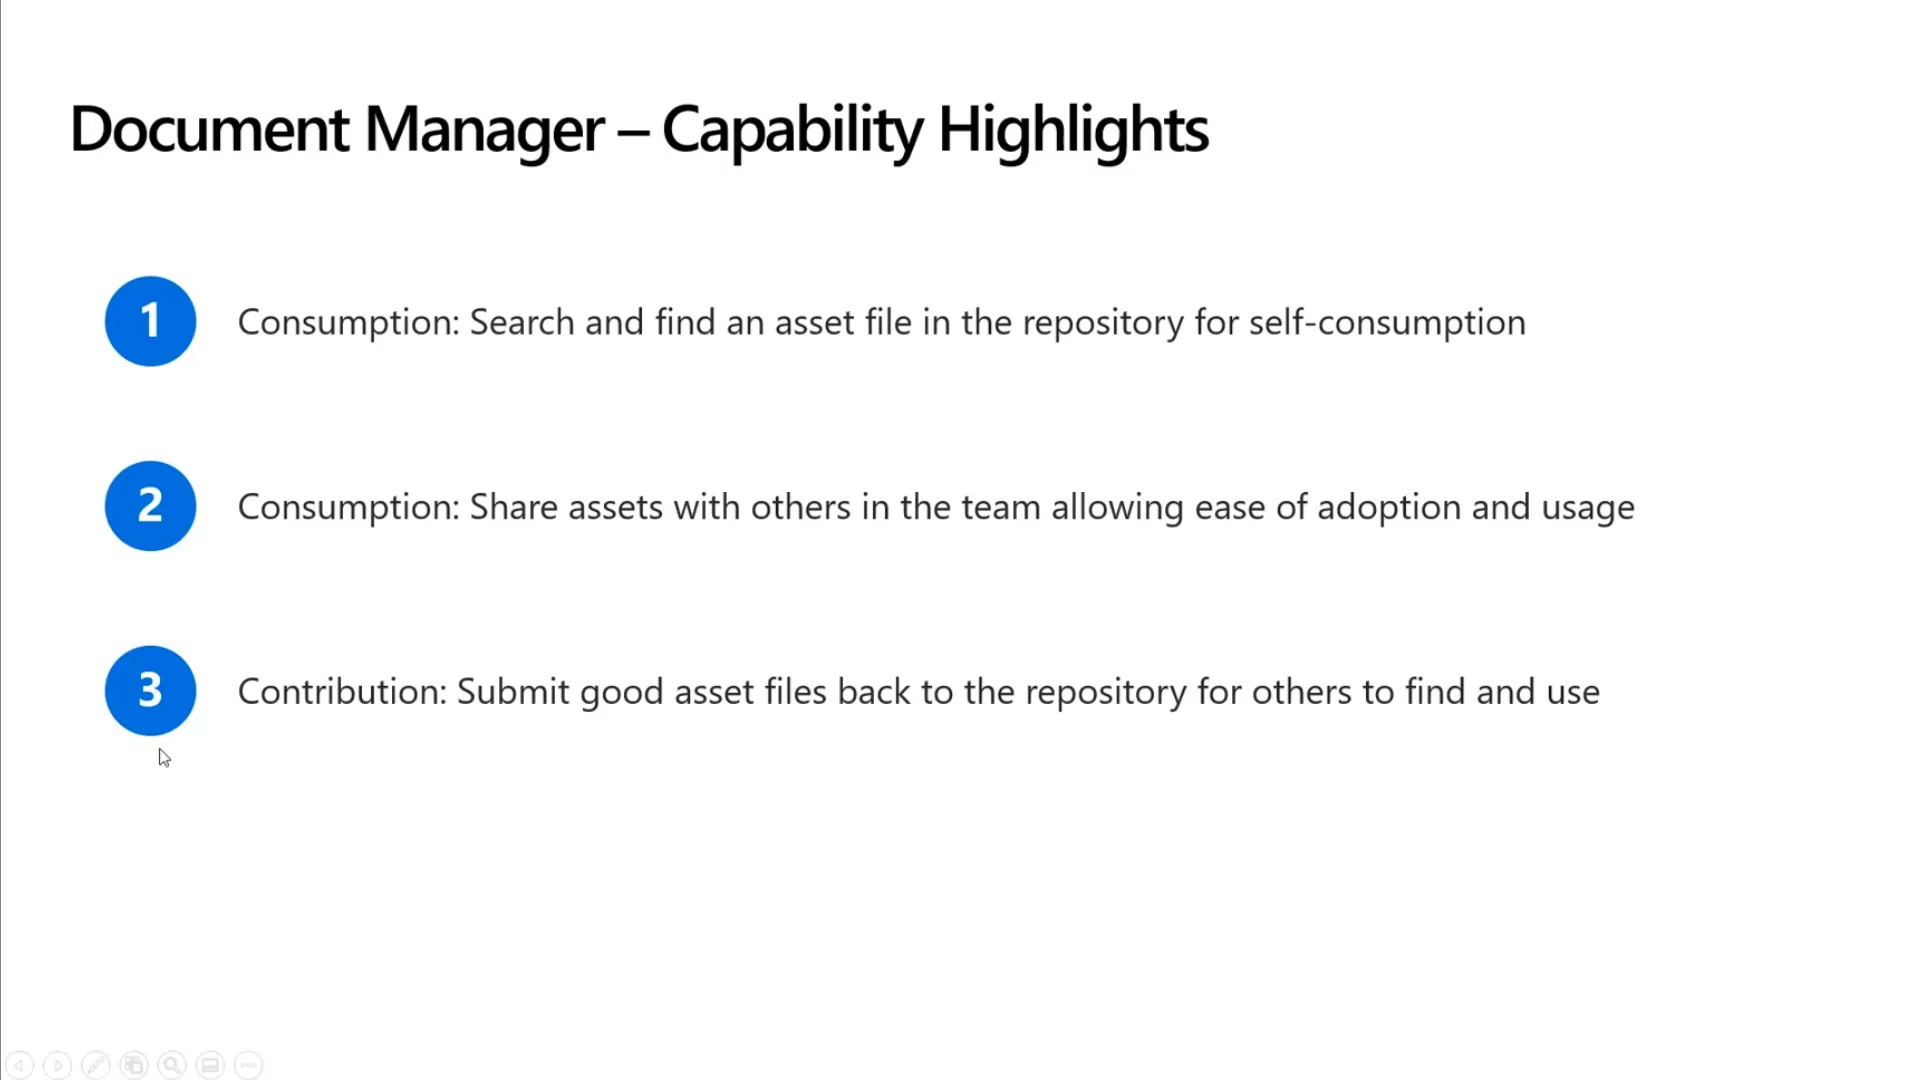 Document Manager – Capability Highlights
1
Consumption: Search and find an asset file in the repository for self-consumption
2
Consumption: Share assets with others in the team allowing ease of adoption and usage
3
Contribution: Submit good asset files back to the repository for others to find and use